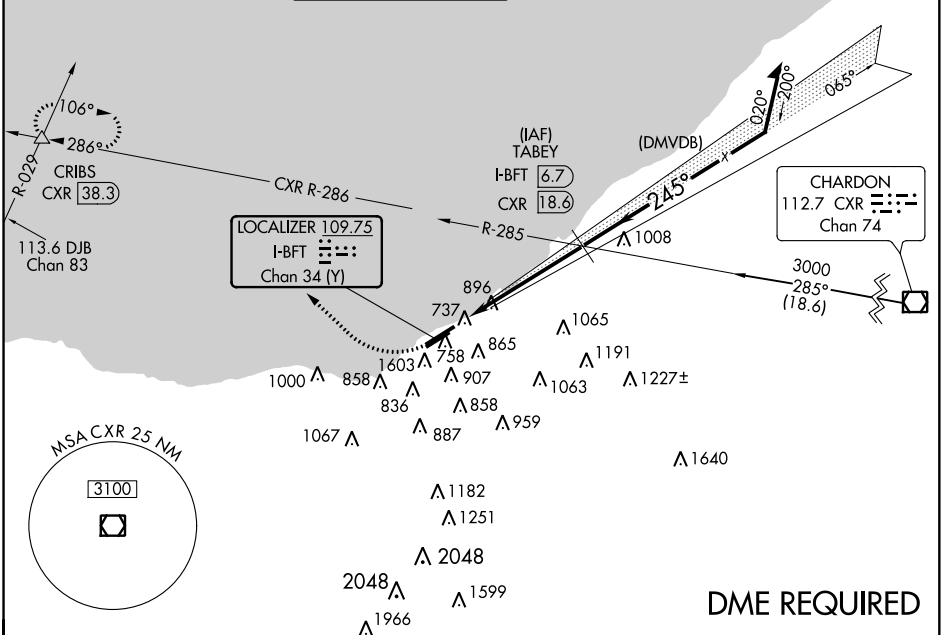 106°
286°
R-029
CRIBS
CXR 38.3
113.6 DJB
Chan 83
CXR R-286
R-285
(IAF)
TABEY
I-BFT 6.7
CXR 18.6
(DMVDB)
x
245°
020°
200°
065°
CHARDON
112.7 CXR
Chan 74
3000
285°
(18.6)
LOCALIZER 109.75
I-BFT
Chan 34 (Y)
1008
896
737
758
865
1065
1603
1191
1000
858
907
1063
1227±
836
858
887
959
1067
1640
1182
1251
2048
2048
1599
1966
MSA CXR 25 NM
3100
DME REQUIRED